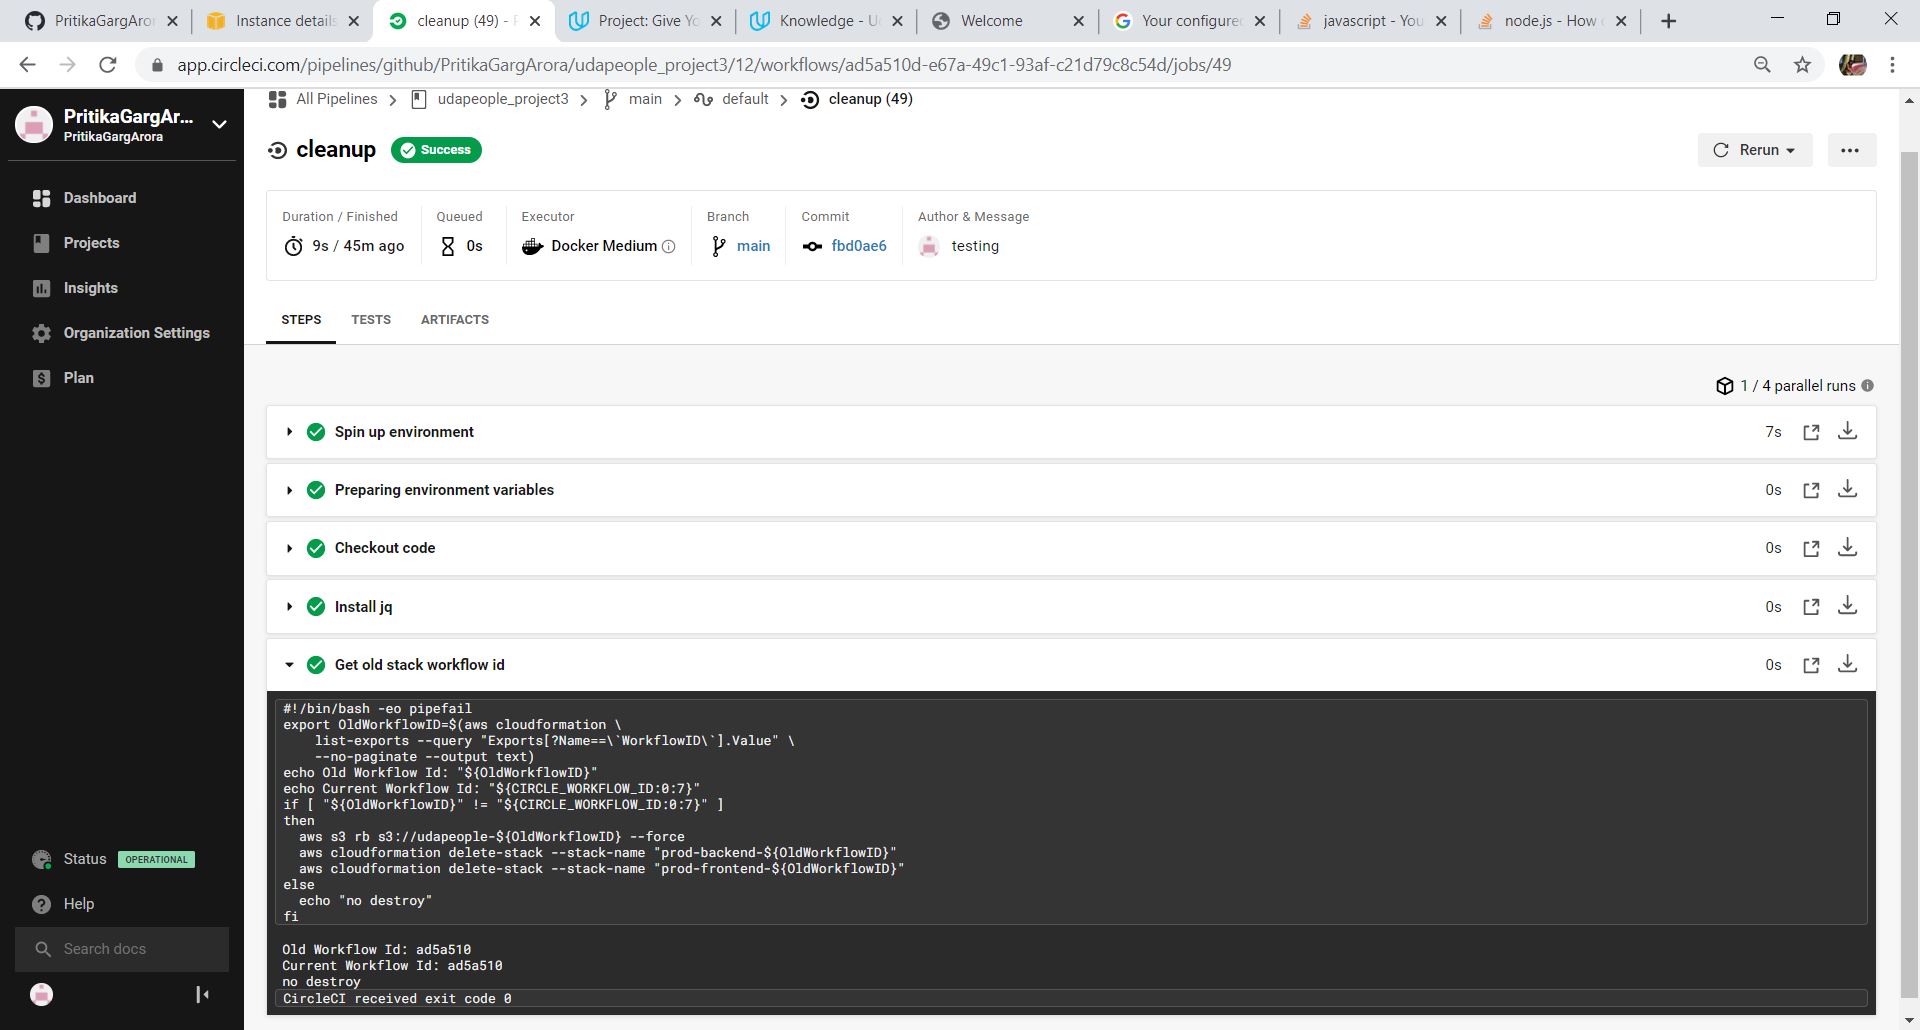 PritikaGargAror
Instance details
cleanup (49) - P
Project: Give Yo
Knowledge - U
Welcome
Your configured
javascript - You
node.js - How
app.circleci.com/pipelines/github/PritikaGargArora/udapeople_project3/12/workflows/ad5a510d-e67a-49c1-93af-c21d79c8c54d/jobs/49
PritikaGargAr...
PritikaGargArora
Dashboard
Projects
Insights
Organization Settings
Plan
Status OPERATIONAL
Help
Search docs
All Pipelines udapeople_project3 main default cleanup (49)
cleanup Success
Rerun
Duration / Finished Queued Executor Branch Commit Author & Message
9s / 45m ago 0s Docker Medium main fbd0ae6 testing
STEPS TESTS ARTIFACTS
1 / 4 parallel runs
Spin up environment 7s
Preparing environment variables 0s
Checkout code 0s
Install jq 0s
Get old stack workflow id 0s
#!/bin/bash -eo pipefail
export OldWorkflowID=$(aws cloudformation \
list-exports --query "Exports[?Name==\`WorkflowID\`].Value" \
--no-paginate --output text)
echo Old Workflow Id: "${OldWorkflowID}"
echo Current Workflow Id: "${CIRCLE_WORKFLOW_ID:0:7}"
if [ "${OldWorkflowID}" != "${CIRCLE_WORKFLOW_ID:0:7}" ]
then
aws s3 rb s3://udapeople-${OldWorkflowID} --force
aws cloudformation delete-stack --stack-name "prod-backend-${OldWorkflowID}"
aws cloudformation delete-stack --stack-name "prod-frontend-${OldWorkflowID}"
else
echo "no destroy"
fi
Old Workflow Id: ad5a510
Current Workflow Id: ad5a510
no destroy
CircleCI received exit code 0